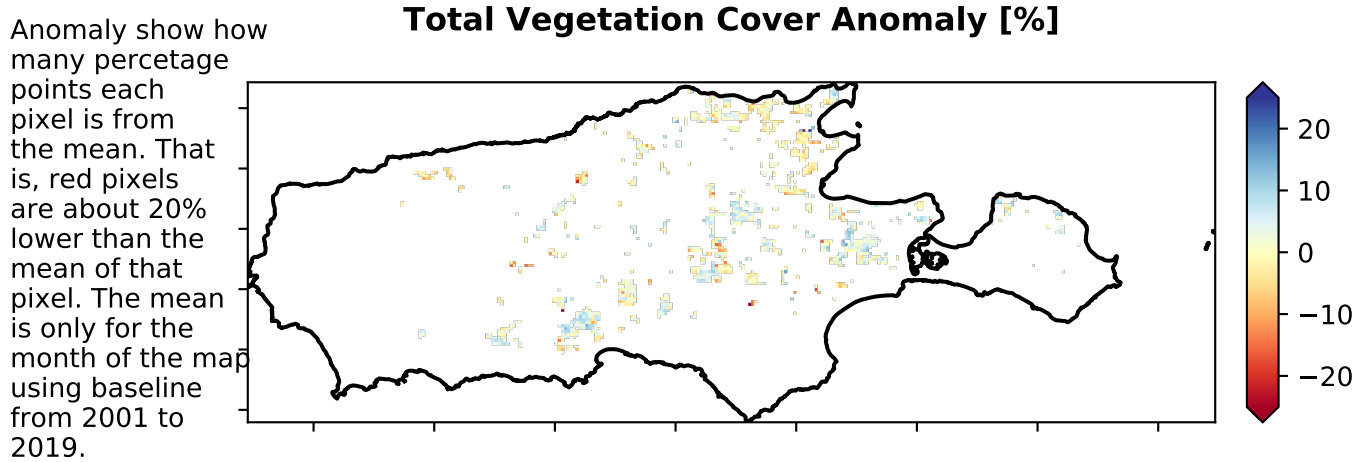 Total Vegetation Cover Anomaly [%]
Anomaly show how
many percetage
points each
pixel is from
the mean. That
is, red pixels
are about 20%
lower than the
mean of that
pixel. The mean
is only for the
month of the map
using baseline
from 2001 to
2019.
20
10
0
−10
−20